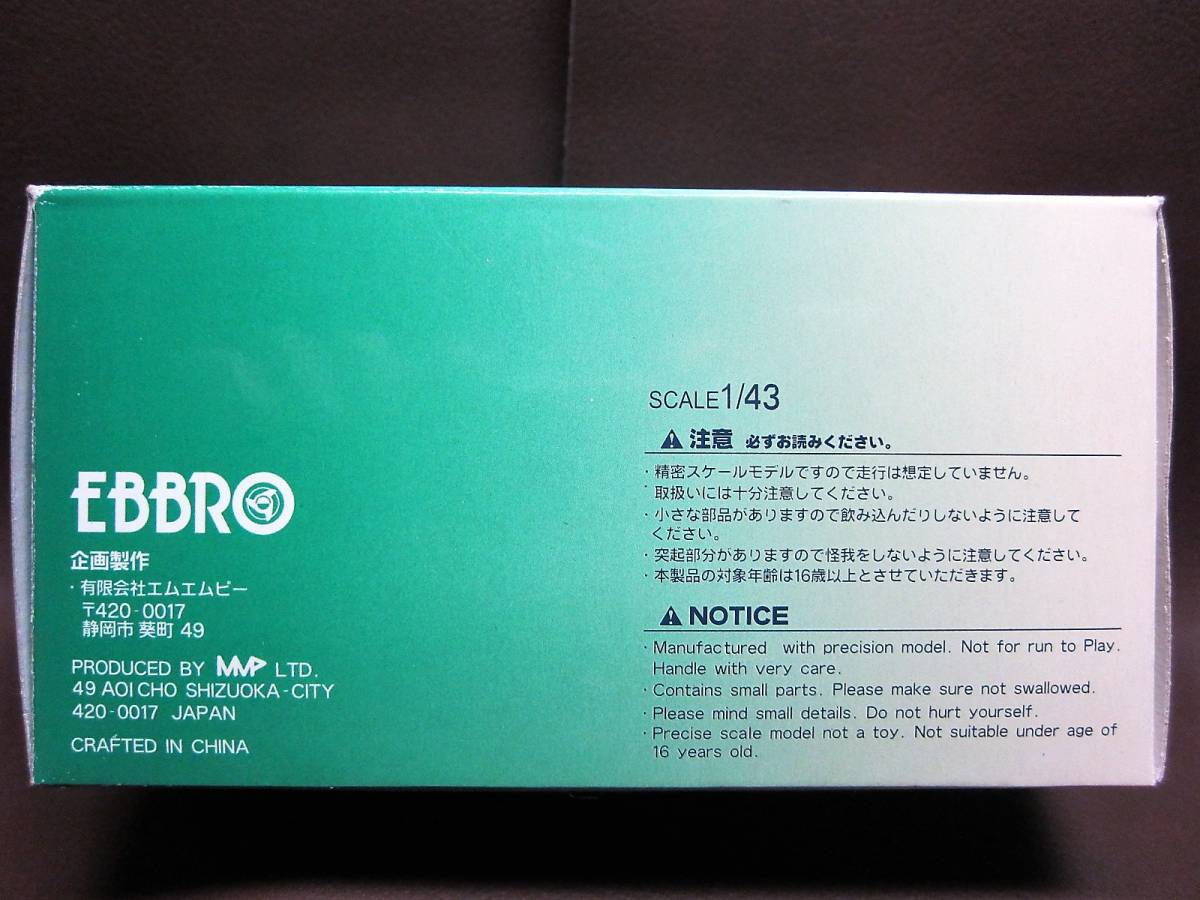 EBBRO
企画製作
・有限会社エムエムピー
〒420-0017
静岡市 葵町 49
PRODUCED BY MMP LTD.
49 AOI CHO SHIZUOKA-CITY
420-0017 JAPAN
CRAFTED IN CHINA
SCALE1/43
⚠ 注意 必ずお読みください。
・精密スケールモデルですので走行は想定していません。
・取扱いには十分注意してください。
・小さな部品がありますので飲み込んだりしないように注意して
ください。
・突起部分がありますので怪我をしないように注意してください。
・本製品の対象年齢は16歳以上とさせていただきます。
⚠ NOTICE
・Manufactured with precision model. Not for run to Play.
Handle with very care.
・Contains small parts. Please make sure not swallowed.
・Please mind small details. Do not hurt yourself.
・Precise scale model not a toy. Not suitable under age of
16 years old.